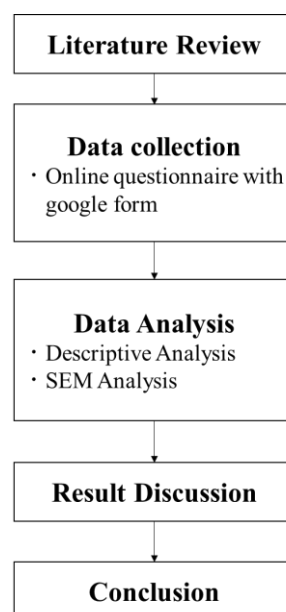 Literature Review
Data collection
・Online questionnaire with
google form
Data Analysis
・Descriptive Analysis
・SEM Analysis
Result Discussion
Conclusion